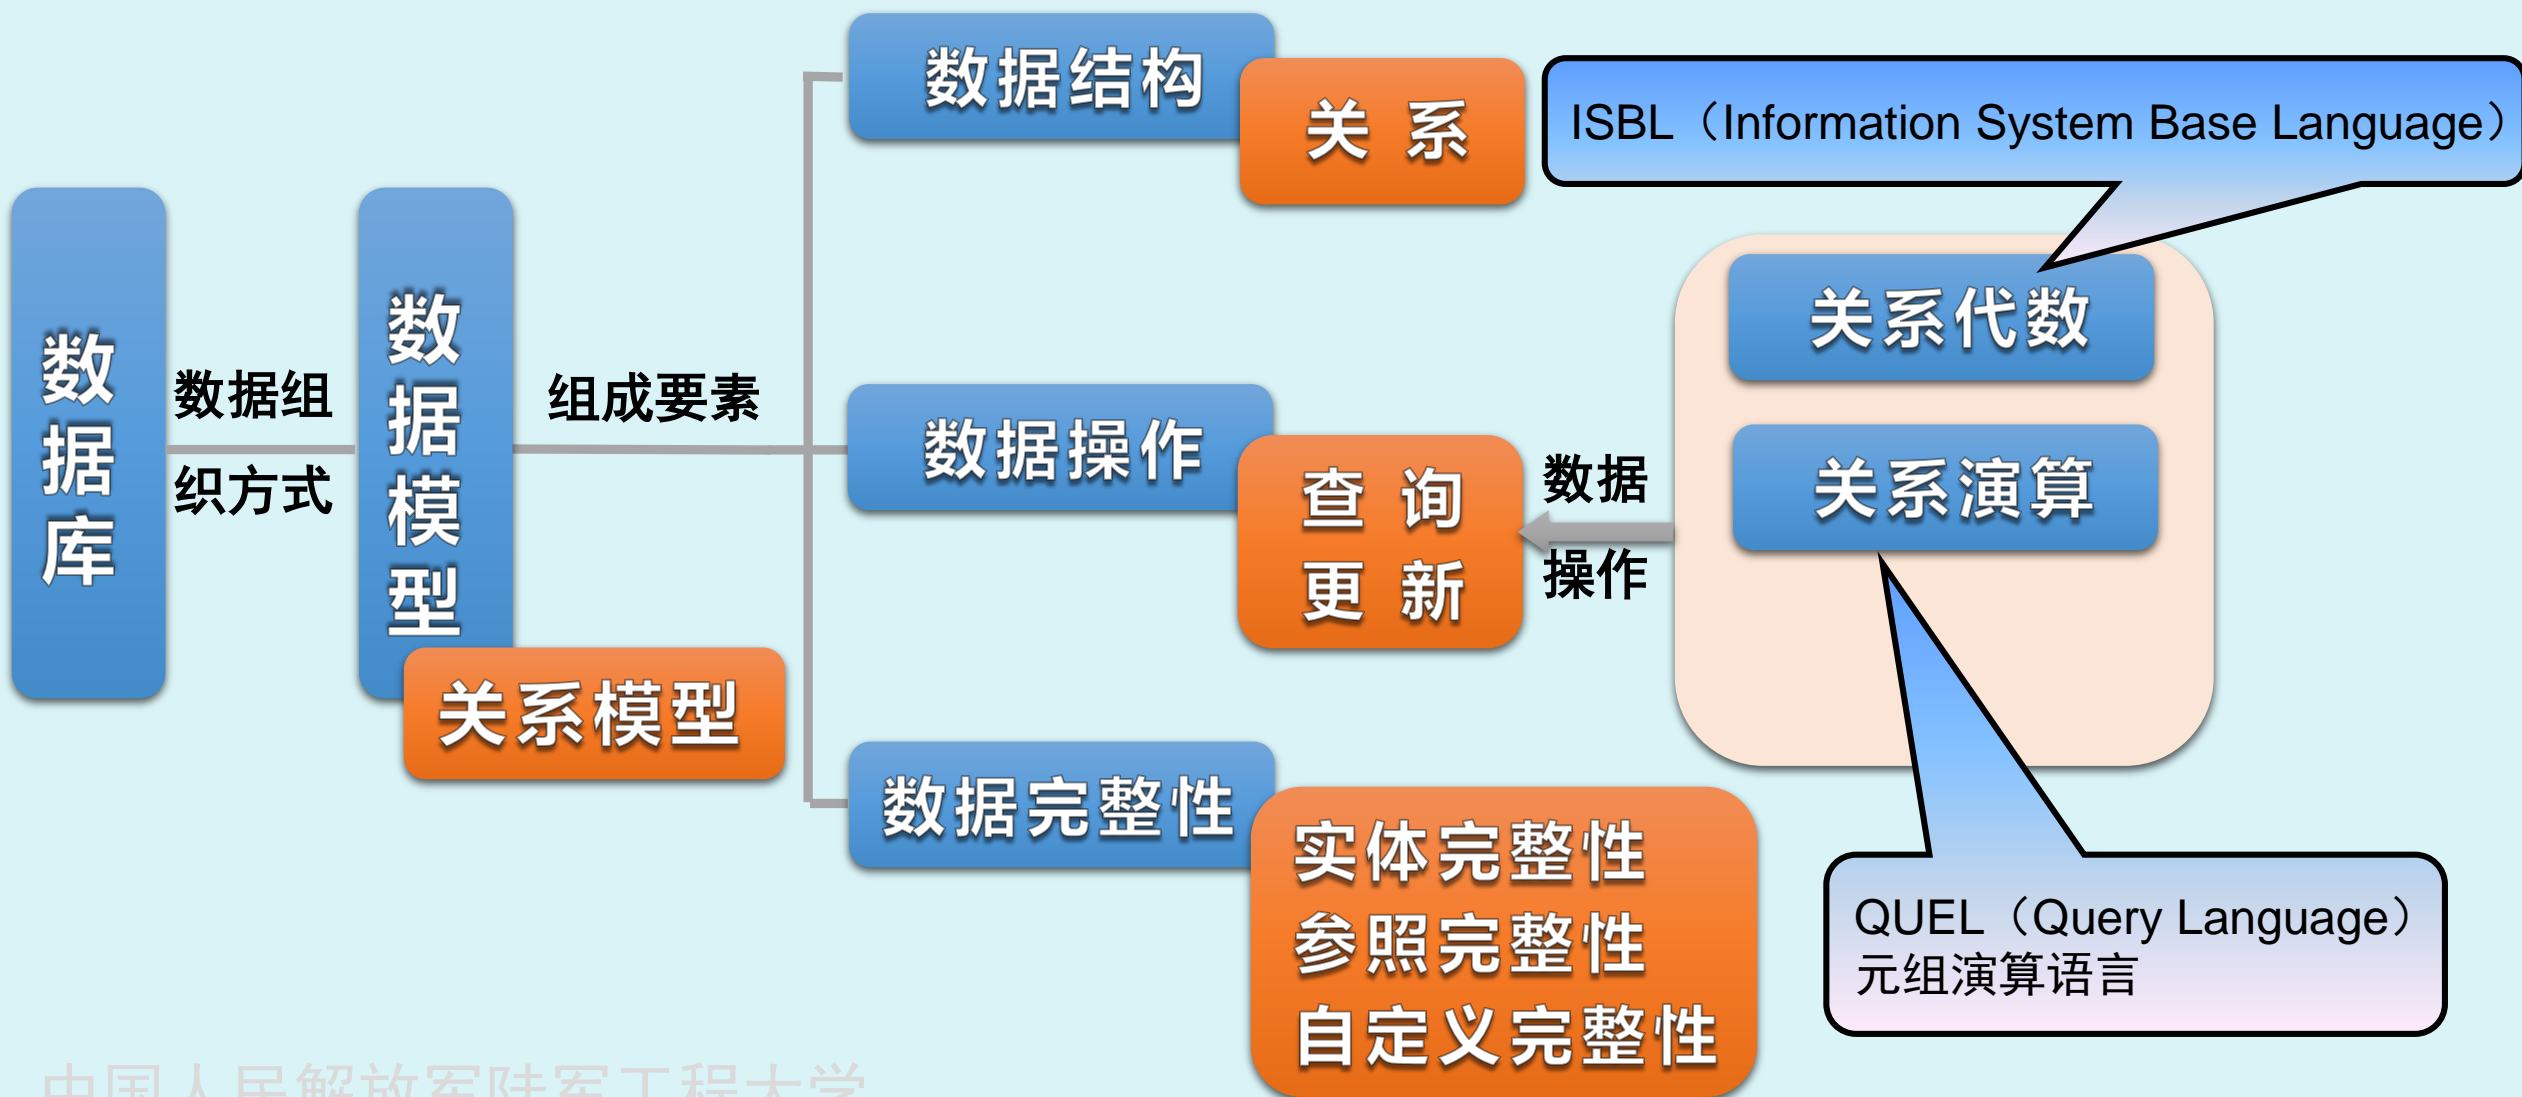 数据库
数据组
织方式
数据模型
关系模型
组成要素
数据结构
关 系
数据操作
查 询
更 新
数据
操作
数据完整性
实体完整性
参照完整性
自定义完整性
ISBL（Information System Base Language）
关系代数
关系演算
QUEL（Query Language）
元组演算语言
中国人民解放军陆军工程大学